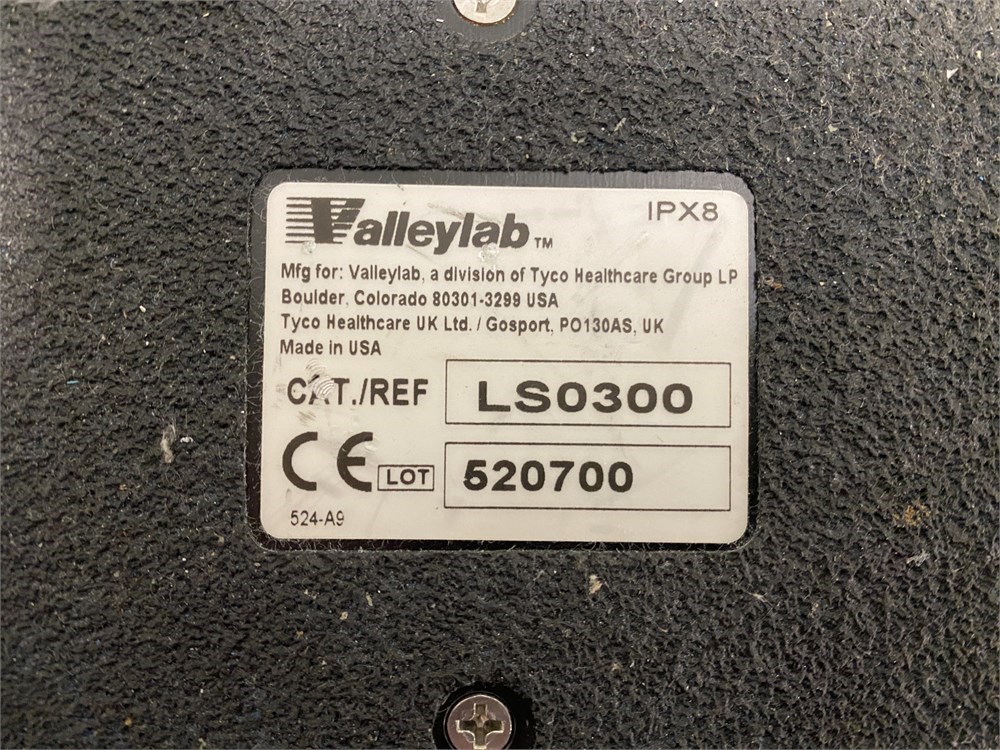 Valleylab™
IPX8
Mfg for: Valleylab, a division of Tyco Healthcare Group LP
Boulder, Colorado 80301-3299 USA
Tyco Healthcare UK Ltd. / Gosport, PO130AS, UK
Made in USA
CAT./REF LS0300
CE LOT 520700
524-A9